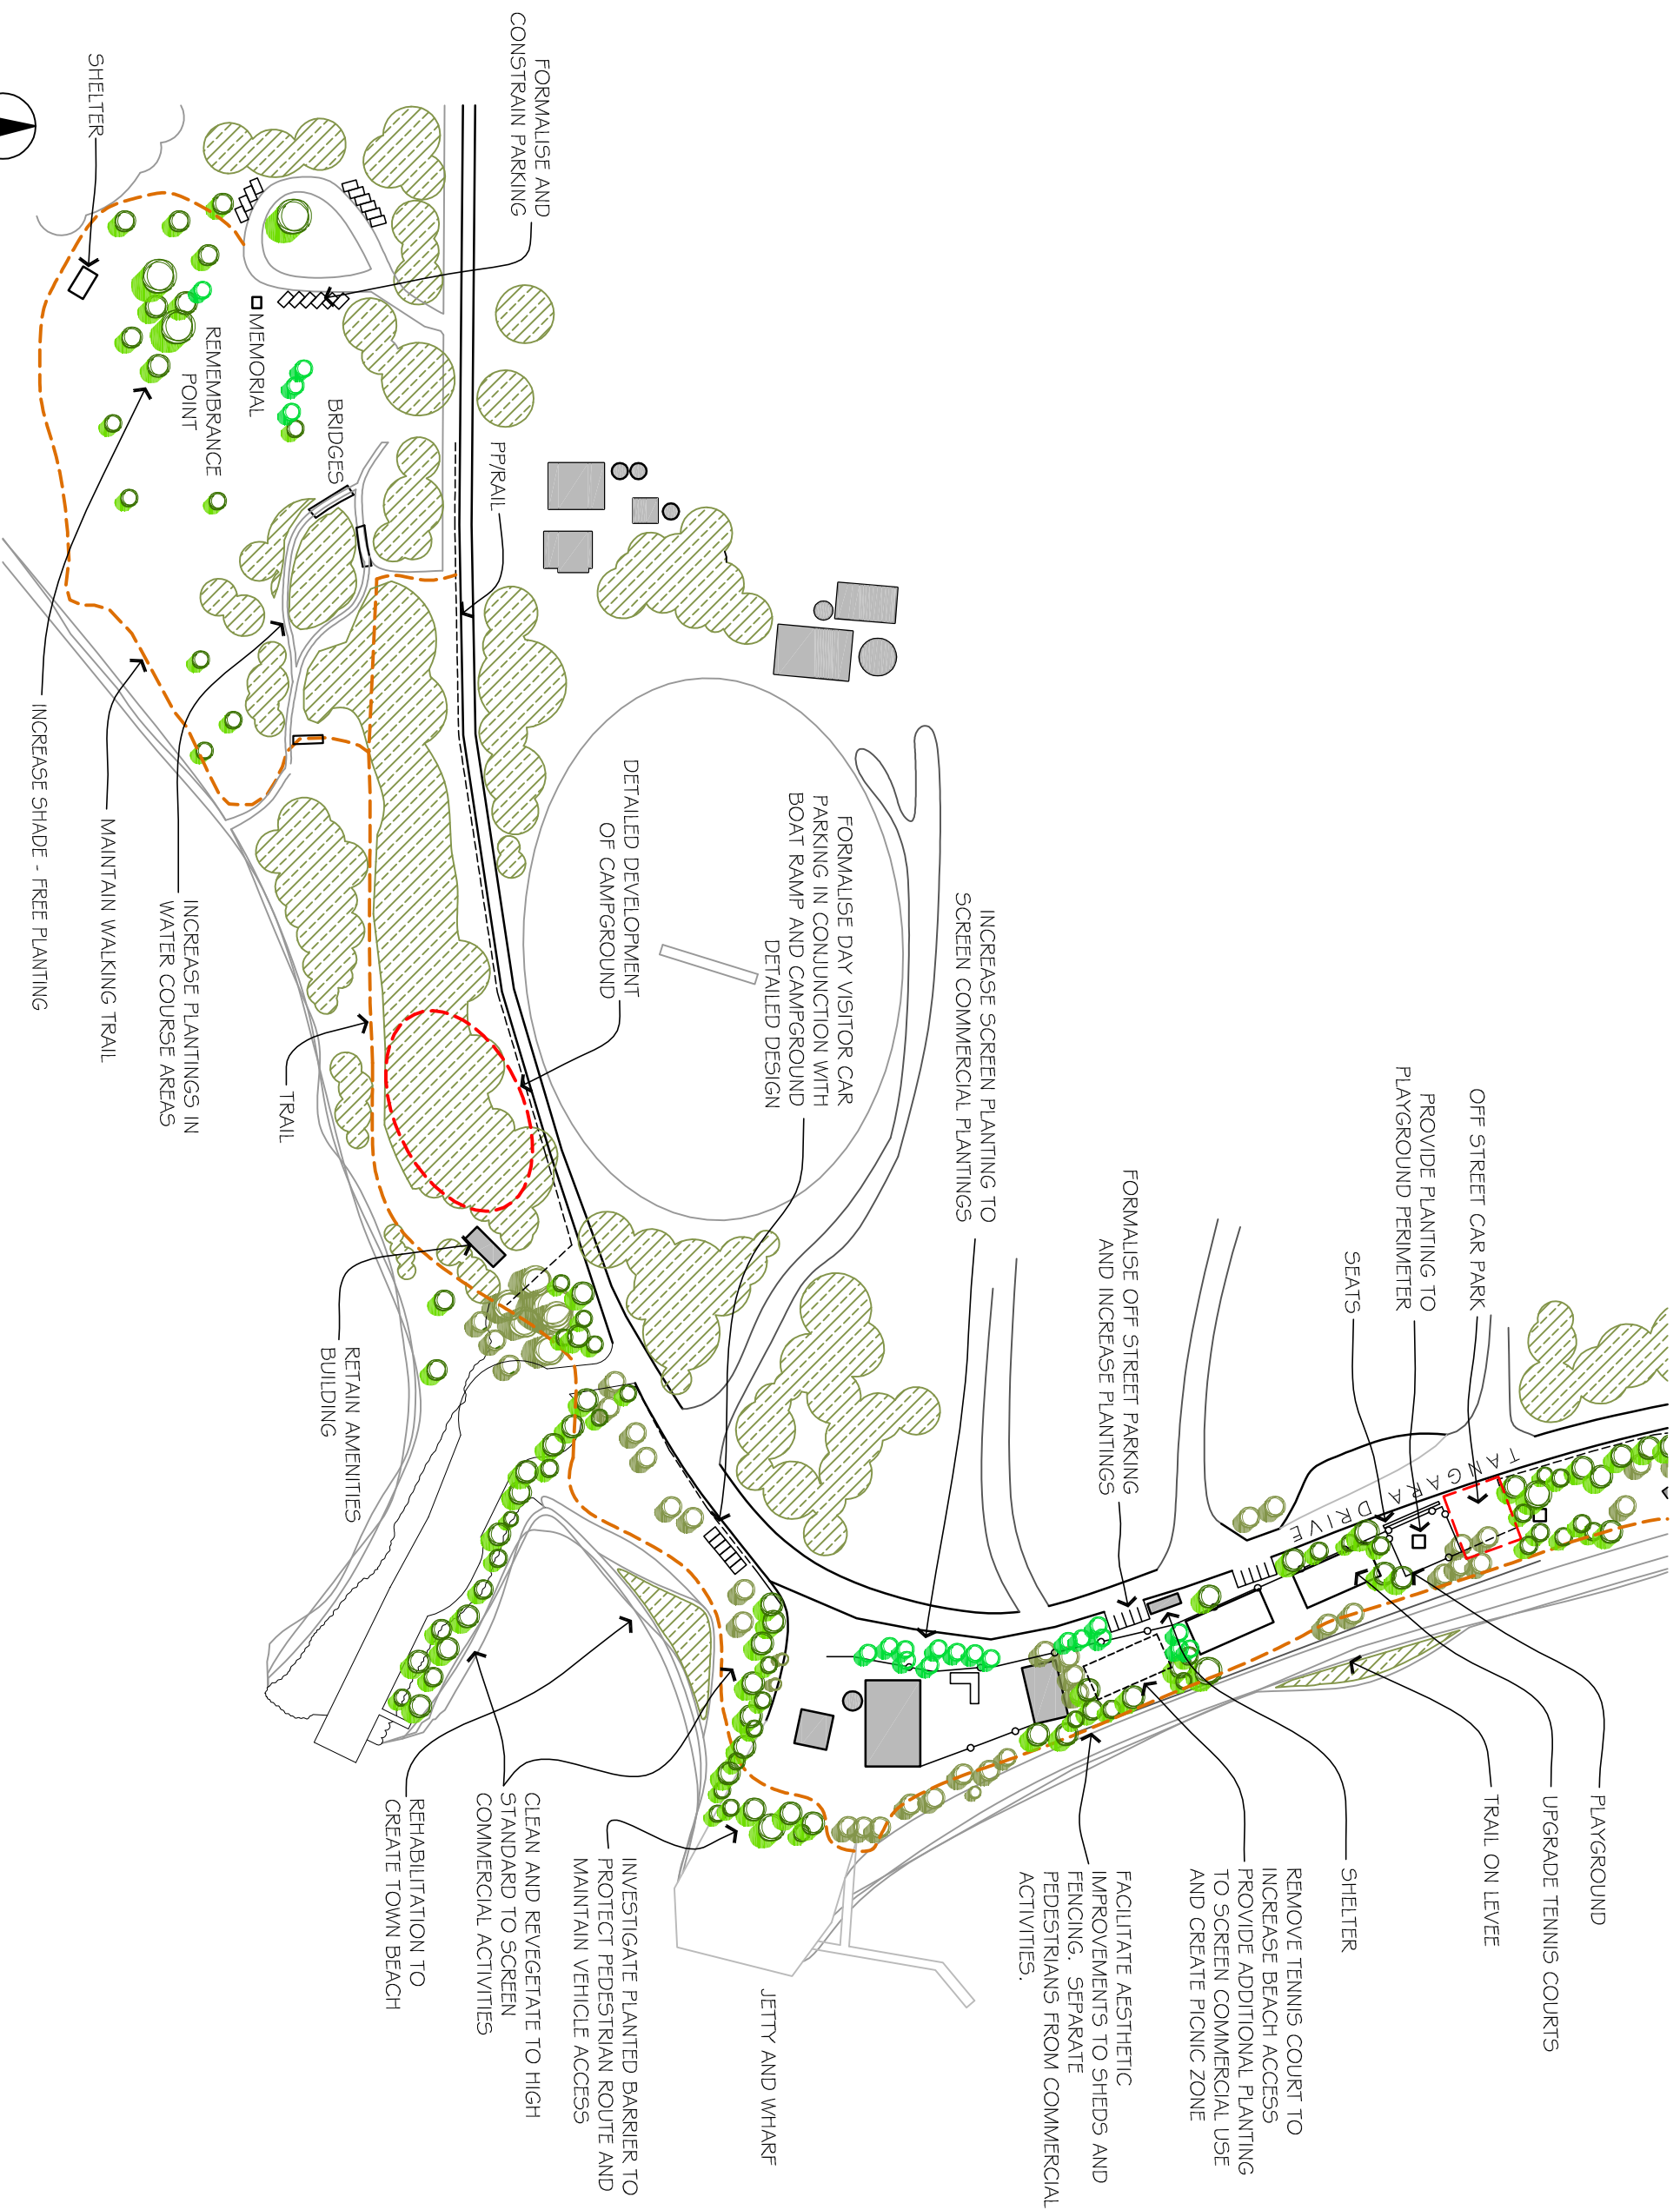 FORMALISE AND
CONSTRAIN PARKING
SHELTER
MEMORIAL
REMEMBRANCE
POINT
BRIDGES
PP/RAIL
INCREASE SHADE - FREE PLANTING
MAINTAIN WALKING TRAIL
INCREASE PLANTINGS IN
WATER COURSE AREAS
TRAIL
DETAILED DEVELOPMENT
OF CAMPGROUND
FORMALISE DAY VISITOR CAR
PARKING IN CONJUNCTION WITH
BOAT RAMP AND CAMPGROUND
DETAILED DESIGN
INCREASE SCREEN PLANTING TO
SCREEN COMMERCIAL PLANTINGS
FORMALISE OFF STREET PARKING
AND INCREASE PLANTINGS
OFF STREET CAR PARK
PROVIDE PLANTING TO
PLAYGROUND PERIMETER
SEATS
TANGARA DRIVE
RETAIN AMENITIES
BUILDING
PLAYGROUND
UPGRADE TENNIS COURTS
TRAIL ON LEVEE
SHELTER
REMOVE TENNIS COURT TO
INCREASE BEACH ACCESS
PROVIDE ADDITIONAL PLANTING
TO SCREEN COMMERCIAL USE
AND CREATE PICNIC ZONE
FACILITATE AESTHETIC
IMPROVEMENTS TO SHEDS AND
FENCING. SEPARATE
PEDESTRIANS FROM COMMERCIAL
ACTIVITIES.
JETTY AND WHARF
INVESTIGATE PLANTED BARRIER TO
PROTECT PEDESTRIAN ROUTE AND
MAINTAIN VEHICLE ACCESS
CLEAN AND REVEGETATE TO HIGH
STANDARD TO SCREEN
COMMERCIAL ACTIVITIES
REHABILITATION TO
CREATE TOWN BEACH